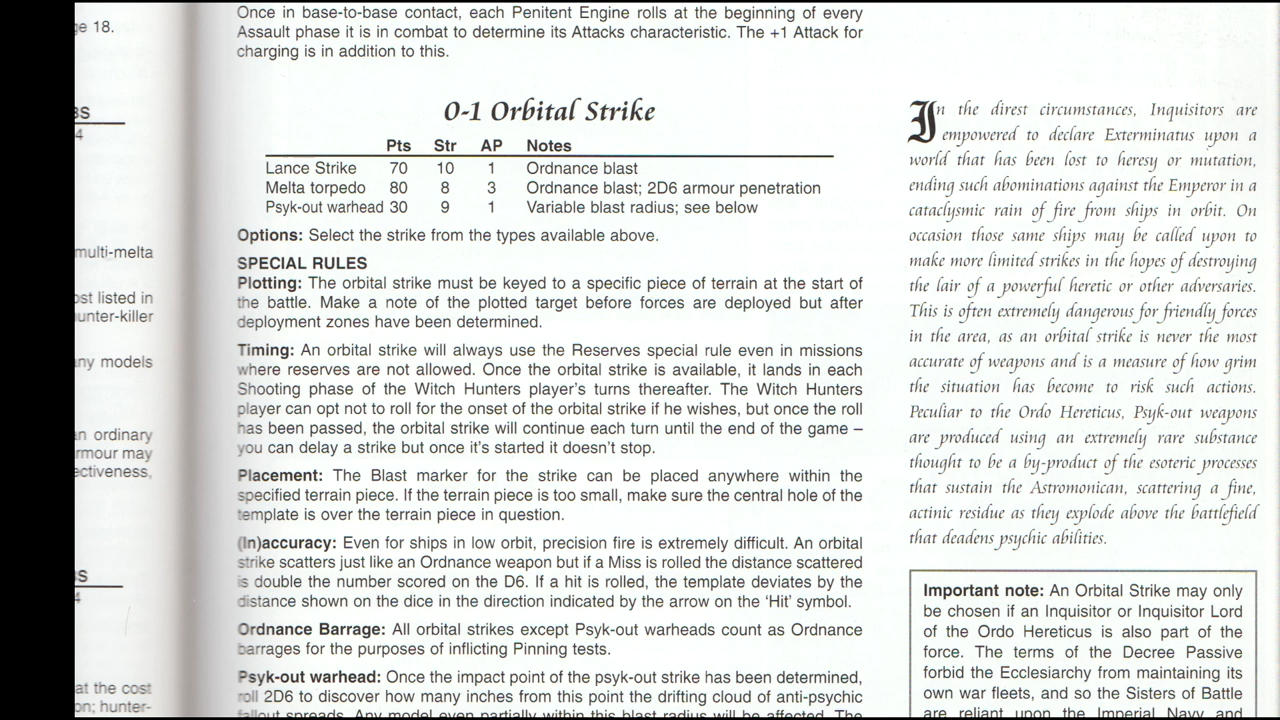 ge 18.
BS
4
multi-melta
ost listed in
unter-killer
any models
an ordinary
rmour may
ectiveness,
S
4
at the cost
on; hunter-
Once in base-to-base contact, each Penitent Engine rolls at the beginning of every
Assault phase it is in combat to determine its Attacks characteristic. The +1 Attack for
charging is in addition to this.
0-1 Orbital Strike
Pts Str AP Notes
Lance Strike 70 10 1 Ordnance blast
Melta torpedo 80 8 3 Ordnance blast; 2D6 armour penetration
Psyk-out warhead 30 9 1 Variable blast radius; see below
Options: Select the strike from the types available above.
SPECIAL RULES
Plotting: The orbital strike must be keyed to a specific piece of terrain at the start of
the battle. Make a note of the plotted target before forces are deployed but after
deployment zones have been determined.
Timing: An orbital strike will always use the Reserves special rule even in missions
where reserves are not allowed. Once the orbital strike is available, it lands in each
Shooting phase of the Witch Hunters player's turns thereafter. The Witch Hunters
player can opt not to roll for the onset of the orbital strike if he wishes, but once the roll
has been passed, the orbital strike will continue each turn until the end of the game –
you can delay a strike but once it's started it doesn't stop.
Placement: The Blast marker for the strike can be placed anywhere within the
specified terrain piece. If the terrain piece is too small, make sure the central hole of the
template is over the terrain piece in question.
(In)accuracy: Even for ships in low orbit, precision fire is extremely difficult. An orbital
strike scatters just like an Ordnance weapon but if a Miss is rolled the distance scattered
is double the number scored on the D6. If a hit is rolled, the template deviates by the
distance shown on the dice in the direction indicated by the arrow on the 'Hit' symbol.
Ordnance Barrage: All orbital strikes except Psyk-out warheads count as Ordnance
barrages for the purposes of inflicting Pinning tests.
Psyk-out warhead: Once the impact point of the psyk-out strike has been determined,
roll 2D6 to discover how many inches from this point the drifting cloud of anti-psychic
fallout spreads. Any model even partially within this blast radius will be affected. The
In the direst circumstances, Inquisitors are
empowered to declare Exterminatus upon a
world that has been lost to heresy or mutation,
ending such abominations against the Emperor in a
cataclysmic rain of fire from ships in orbit. On
occasion those same ships may be called upon to
make more limited strikes in the hopes of destroying
the lair of a powerful heretic or other adversaries.
This is often extremely dangerous for friendly forces
in the area, as an orbital strike is never the most
accurate of weapons and is a measure of how grim
the situation has become to risk such actions.
Peculiar to the Ordo Hereticus, Psyk-out weapons
are produced using an extremely rare substance
thought to be a by-product of the esoteric processes
that sustain the Astromonican, scattering a fine,
actinic residue as they explode above the battlefield
that deadens psychic abilities.
Important note: An Orbital Strike may only
be chosen if an Inquisitor or Inquisitor Lord
of the Ordo Hereticus is also part of the
force. The terms of the Decree Passive
forbid the Ecclesiarchy from maintaining its
own war fleets, and so the Sisters of Battle
are reliant upon the Imperial Navy and